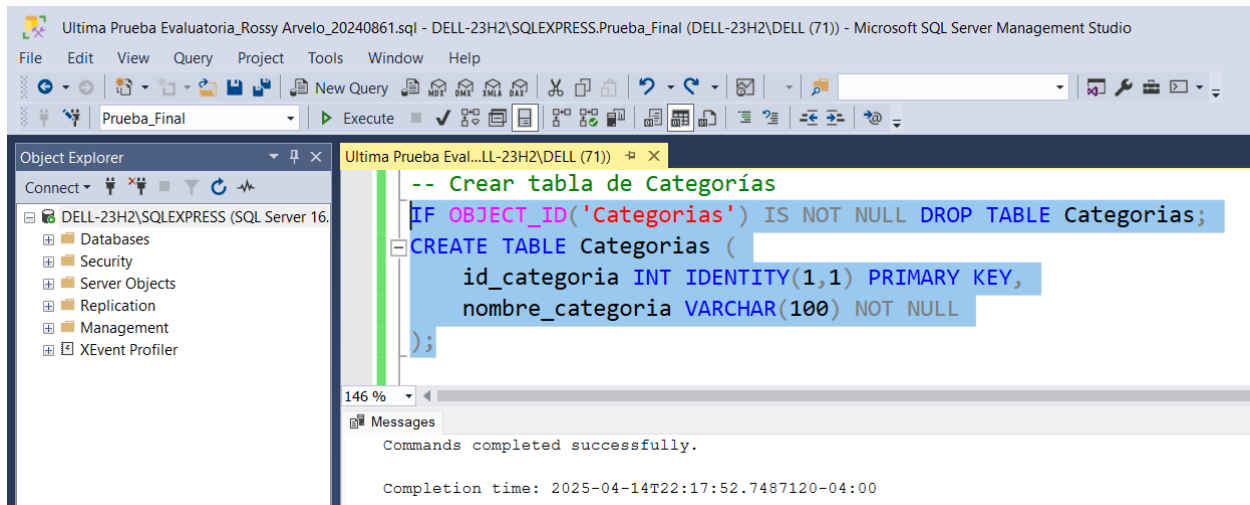 Ultima Prueba Evaluatoria_Rossy Arvelo_20240861.sql - DELL-23H2\SQLEXPRESS.Prueba_Final (DELL-23H2\DELL (71)) - Microsoft SQL Server Management Studio
File Edit View Query Project Tools Window Help
New Query MDX DMX XMLA DAX
Prueba_Final Execute
Object Explorer
Ultima Prueba Eval...LL-23H2\DELL (71))
Connect
DELL-23H2\SQLEXPRESS (SQL Server 16.
Databases
Security
Server Objects
Replication
Management
XEvent Profiler
-- Crear tabla de Categorías
IF OBJECT_ID('Categorias') IS NOT NULL DROP TABLE Categorias;
CREATE TABLE Categorias (
id_categoria INT IDENTITY(1,1) PRIMARY KEY,
nombre_categoria VARCHAR(100) NOT NULL
);
146 %
Messages
Commands completed successfully.
Completion time: 2025-04-14T22:17:52.7487120-04:00